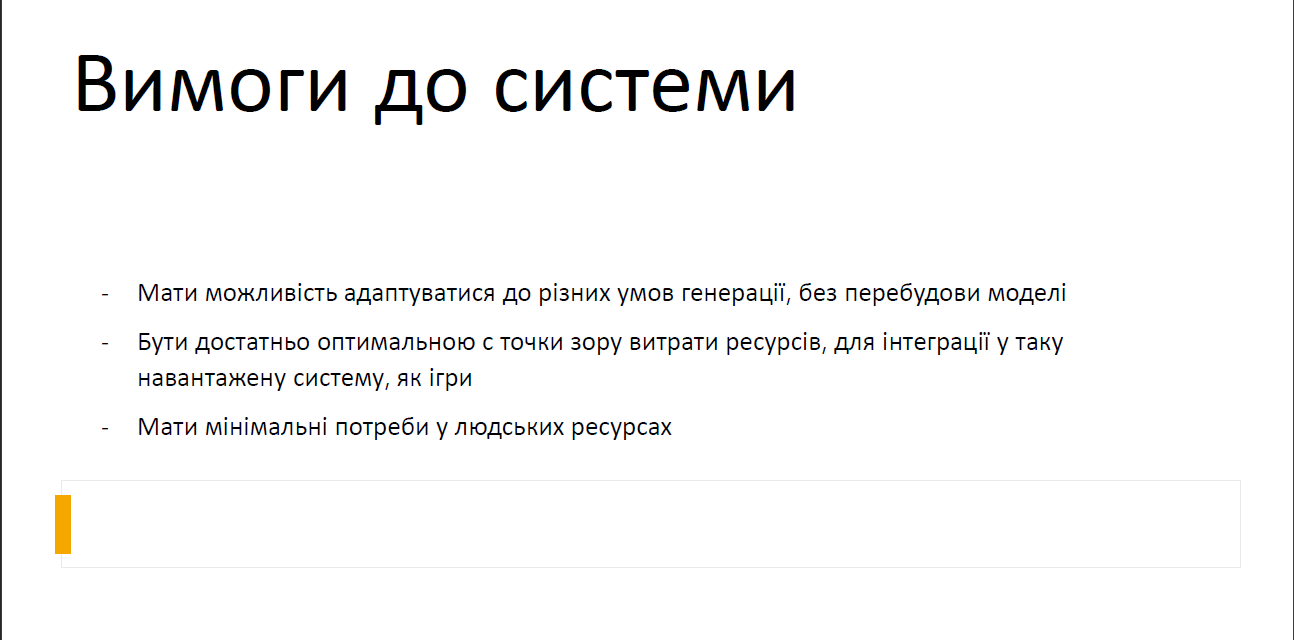 Вимоги до системи
- Мати можливість адаптуватися до різних умов генерації, без перебудови моделі
- Бути достатньо оптимальною с точки зору витрати ресурсів, для інтеграції у таку
навантажену систему, як ігри
- Мати мінімальні потреби у людських ресурсах